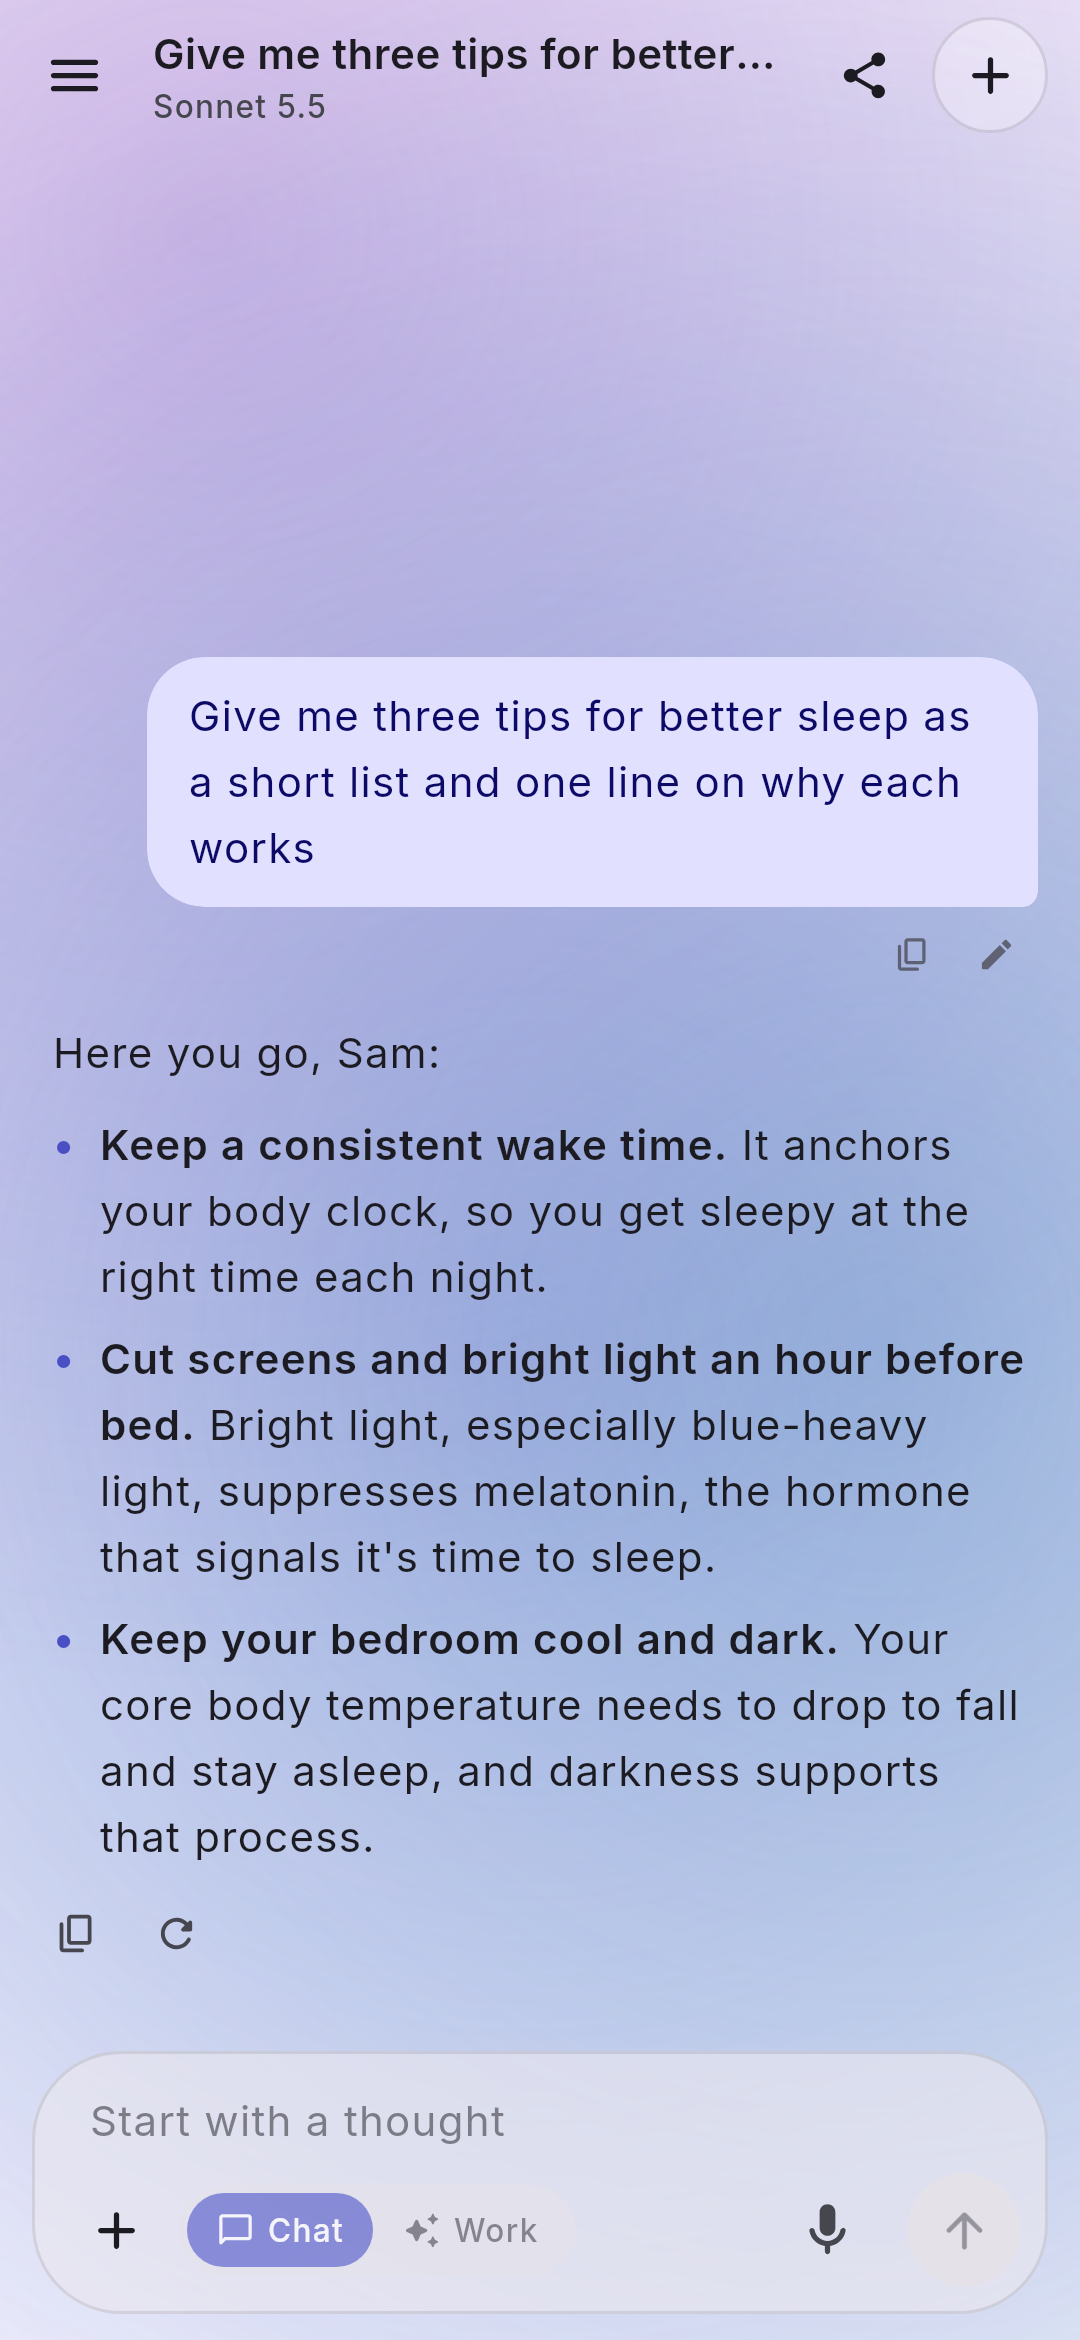 Give me three tips for better...
Sonnet 5.5
Give me three tips for better sleep as
a short list and one line on why each
works
Here you go, Sam:
• Keep a consistent wake time. It anchors
your body clock, so you get sleepy at the
right time each night.
• Cut screens and bright light an hour before
bed. Bright light, especially blue-heavy
light, suppresses melatonin, the hormone
that signals it's time to sleep.
• Keep your bedroom cool and dark. Your
core body temperature needs to drop to fall
and stay asleep, and darkness supports
that process.
Start with a thought
Chat Work